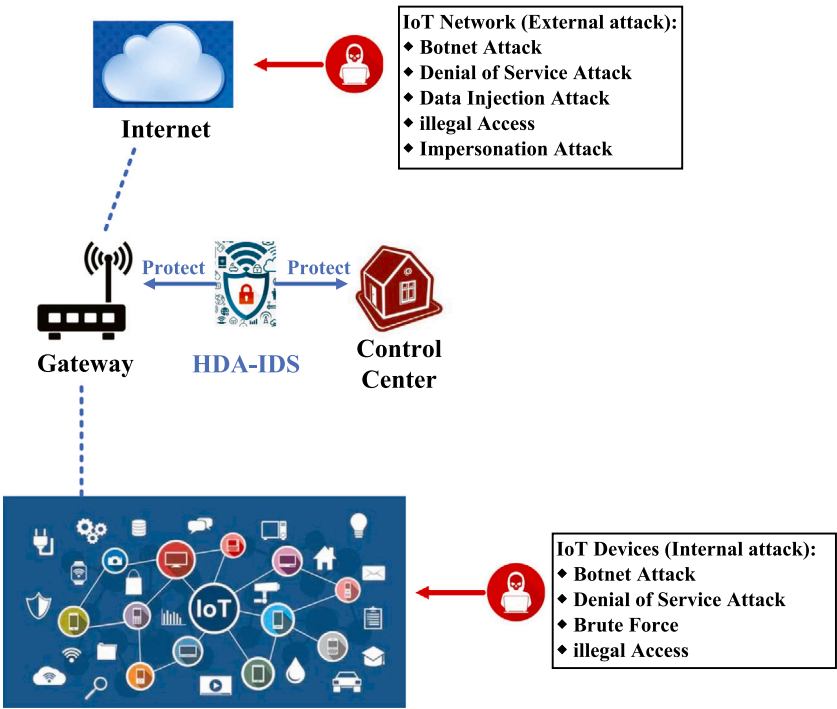 IoT Network (External attack):
◆ Botnet Attack
◆ Denial of Service Attack
◆ Data Injection Attack
◆ illegal Access
◆ Impersonation Attack
Internet
Protect
Protect
Gateway
HDA-IDS
Control
Center
IoT
IoT Devices (Internal attack):
◆ Botnet Attack
◆ Denial of Service Attack
◆ Brute Force
◆ illegal Access